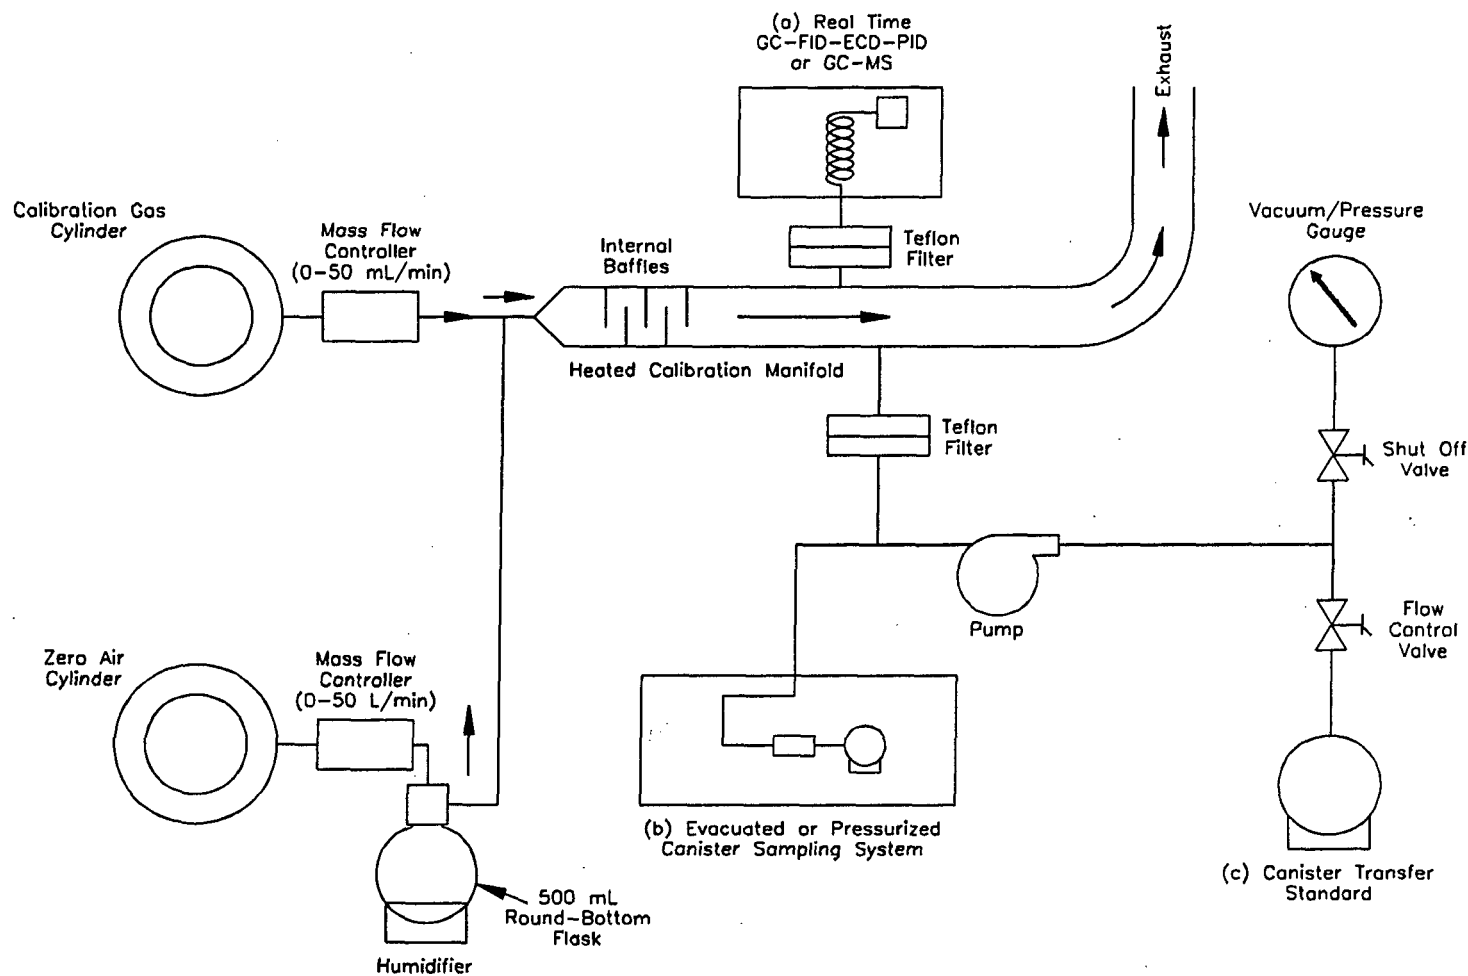 (a) Real Time
GC-FID-ECD-PID
or GC-MS
Exhaust
Calibration Gas
Cylinder
Mass Flow
Controller
(0-50 mL/min)
Internal
Baffles
Teflon
Filter
Vacuum/Pressure
Gauge
Heated Calibration Manifold
Teflon
Filter
Shut Off
Valve
Pump
Flow
Control
Valve
Zero Air
Cylinder
Mass Flow
Controller
(0-50 L/min)
(b) Evacuated or Pressurized
Canister Sampling System
(c) Canister Transfer
Standard
500 mL
Round-Bottom
Flask
Humidifier